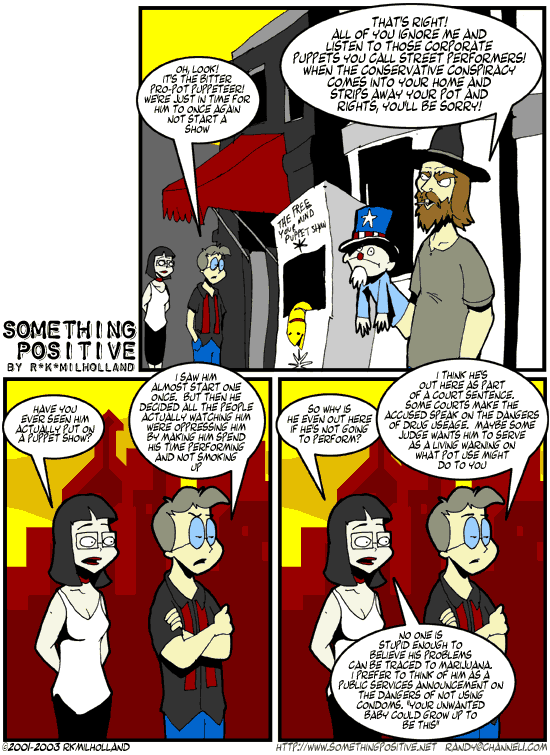 THAT'S RIGHT!
ALL OF YOU IGNORE ME AND
LISTEN TO THOSE CORPORATE
PUPPETS YOU CALL STREET PERFORMERS!
WHEN THE CONSERVATIVE CONSPIRACY
COMES INTO YOUR HOME AND
STRIPS AWAY YOUR POT AND
RIGHTS, YOU'LL BE SORRY!
OH, LOOK!
IT'S THE BITTER
PRO-POT PUPPETEER!
WE'RE JUST IN TIME FOR
HIM TO ONCE AGAIN
NOT START A
SHOW
THE FREE
YOUR MIND
PUPPET SHOW
SOMETHING
POSITIVE
BY R*K*MILHOLLAND
HAVE YOU
EVER SEEN HIM
ACTUALLY PUT ON
A PUPPET SHOW?
I SAW HIM
ALMOST START ONE
ONCE. BUT THEN HE
DECIDED ALL THE PEOPLE
ACTUALLY WATCHING HIM
WERE OPPRESSING HIM
BY MAKING HIM SPEND
HIS TIME PERFORMING
AND NOT SMOKING
UP
SO WHY IS
HE EVEN OUT HERE
IF HE'S NOT GOING
TO PERFORM?
I THINK HE'S
OUT HERE AS PART
OF A COURT SENTENCE.
SOME COURTS MAKE THE
ACCUSED SPEAK ON THE DANGERS
OF DRUG USEAGE. MAYBE SOME
JUDGE WANTS HIM TO SERVE
AS A LIVING WARNING ON
WHAT POT USE MIGHT
DO TO YOU
NO ONE IS
STUPID ENOUGH TO
BELIEVE HIS PROBLEMS
CAN BE TRACED TO MARIJUANA.
I PREFER TO THINK OF HIM AS A
PUBLIC SERVICES ANNOUNCEMENT ON
THE DANGERS OF NOT USING
CONDOMS. "YOUR UNWANTED
BABY COULD GROW UP TO
BE THIS"
©2001-2003 RKMILHOLLAND
HTTP://WWW.SOMETHINGPOSITIVE.NET RANDY@CHANNEL1.COM